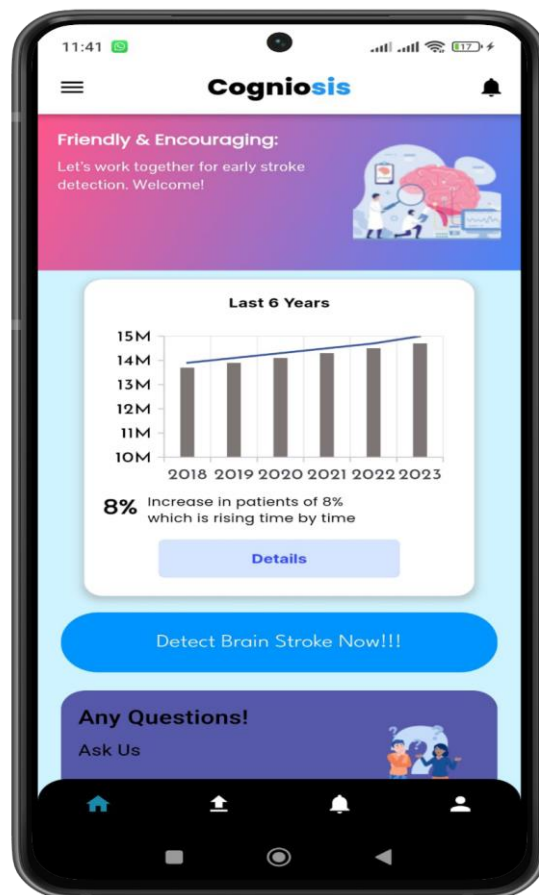 11:41
17
Cogniosis
Friendly & Encouraging:
Let's work together for early stroke
detection. Welcome!
Last 6 Years
15M
14M
13M
12M
11M
10M
2018 2019 2020 2021 2022 2023
8% Increase in patients of 8%
which is rising time by time
Details
Detect Brain Stroke Now!!!
Any Questions!
Ask Us